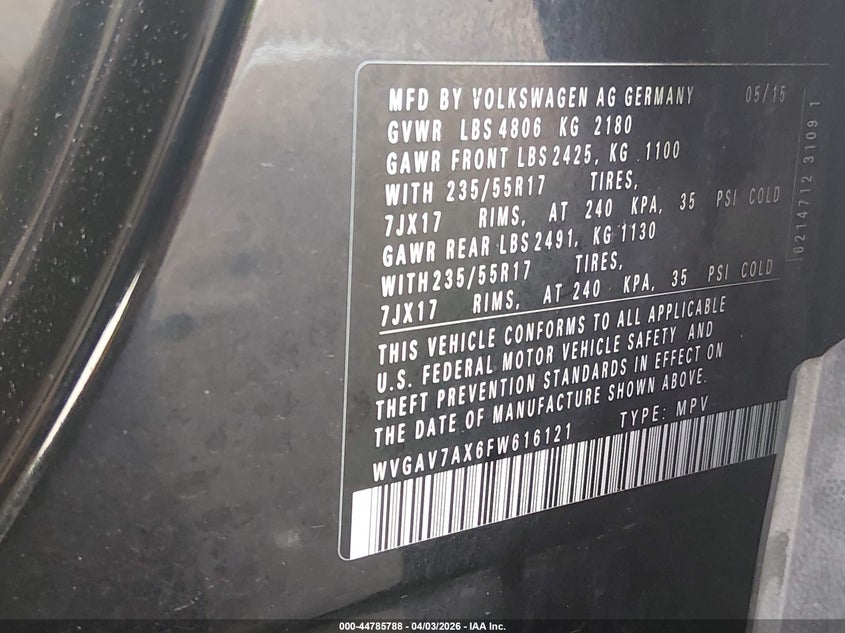 MFD BY VOLKSWAGEN AG GERMANY 05/15
GVWR LBS 4806 KG 2180
GAWR FRONT LBS 2425, KG 1100
WITH 235/55R17 TIRES,
7JX17 RIMS, AT 240 KPA, 35 PSI COLD
GAWR REAR LBS 2491, KG 1130
WITH 235/55R17 TIRES,
7JX17 RIMS, AT 240 KPA, 35 PSI COLD
THIS VEHICLE CONFORMS TO ALL APPLICABLE
U.S. FEDERAL MOTOR VEHICLE SAFETY AND
THEFT PREVENTION STANDARDS IN EFFECT ON
THE DATE OF MANUFACTURE SHOWN ABOVE.
WVGAV7AX6FW616121 TYPE: MPV
6214712 3109 1
000-44785788 - 04/03/2026 - IAA Inc.